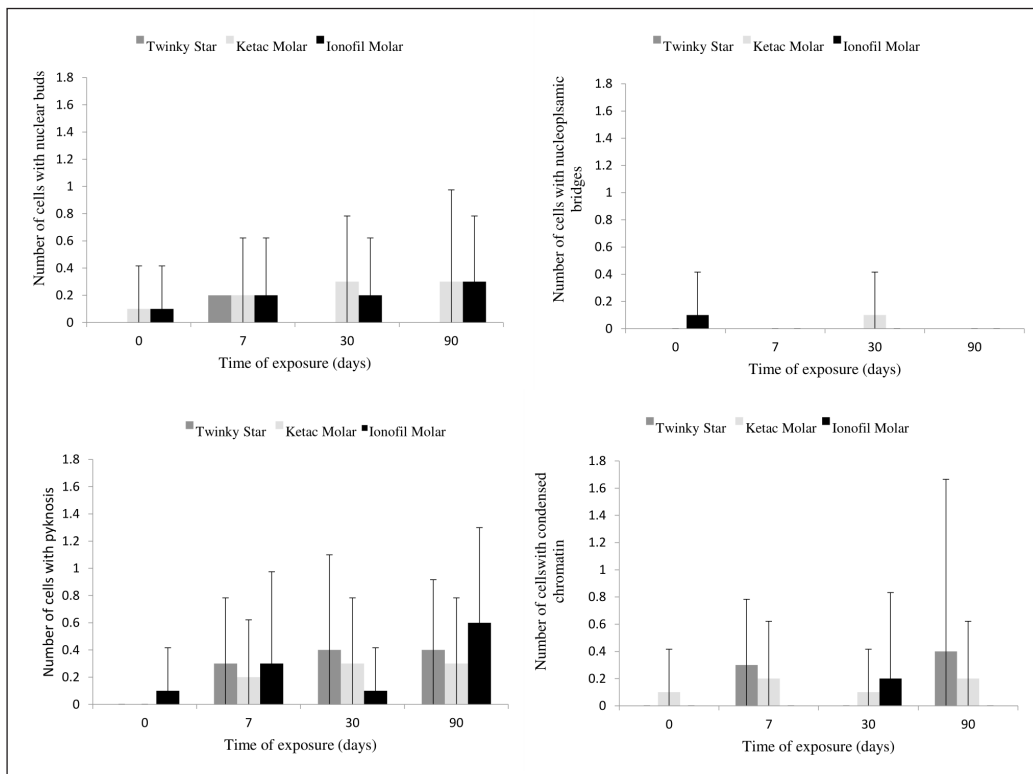 Twinky Star Ketac Molar Ionofil Molar
Number of cells with nuclear buds
1.8
1.6
1.4
1.2
1
0.8
0.6
0.4
0.2
0
0 7 30 90
Time of exposure (days)
Twinky Star Ketac Molar Ionofil Molar
Number of cells with nucleoplsamic
bridges
1.8
1.6
1.4
1.2
1
0.8
0.6
0.4
0.2
0
0 7 30 90
Time of exposure (days)
Twinky Star Ketac Molar Ionofil Molar
Number of cells with pyknosis
1.8
1.6
1.4
1.2
1
0.8
0.6
0.4
0.2
0
0 7 30 90
Time of exposure (days)
Twinky Star Ketac Molar Ionofil Molar
Number of cellswith condensed
chromatin
1.8
1.6
1.4
1.2
1
0.8
0.6
0.4
0.2
0
0 7 30 90
Time of exposure (days)